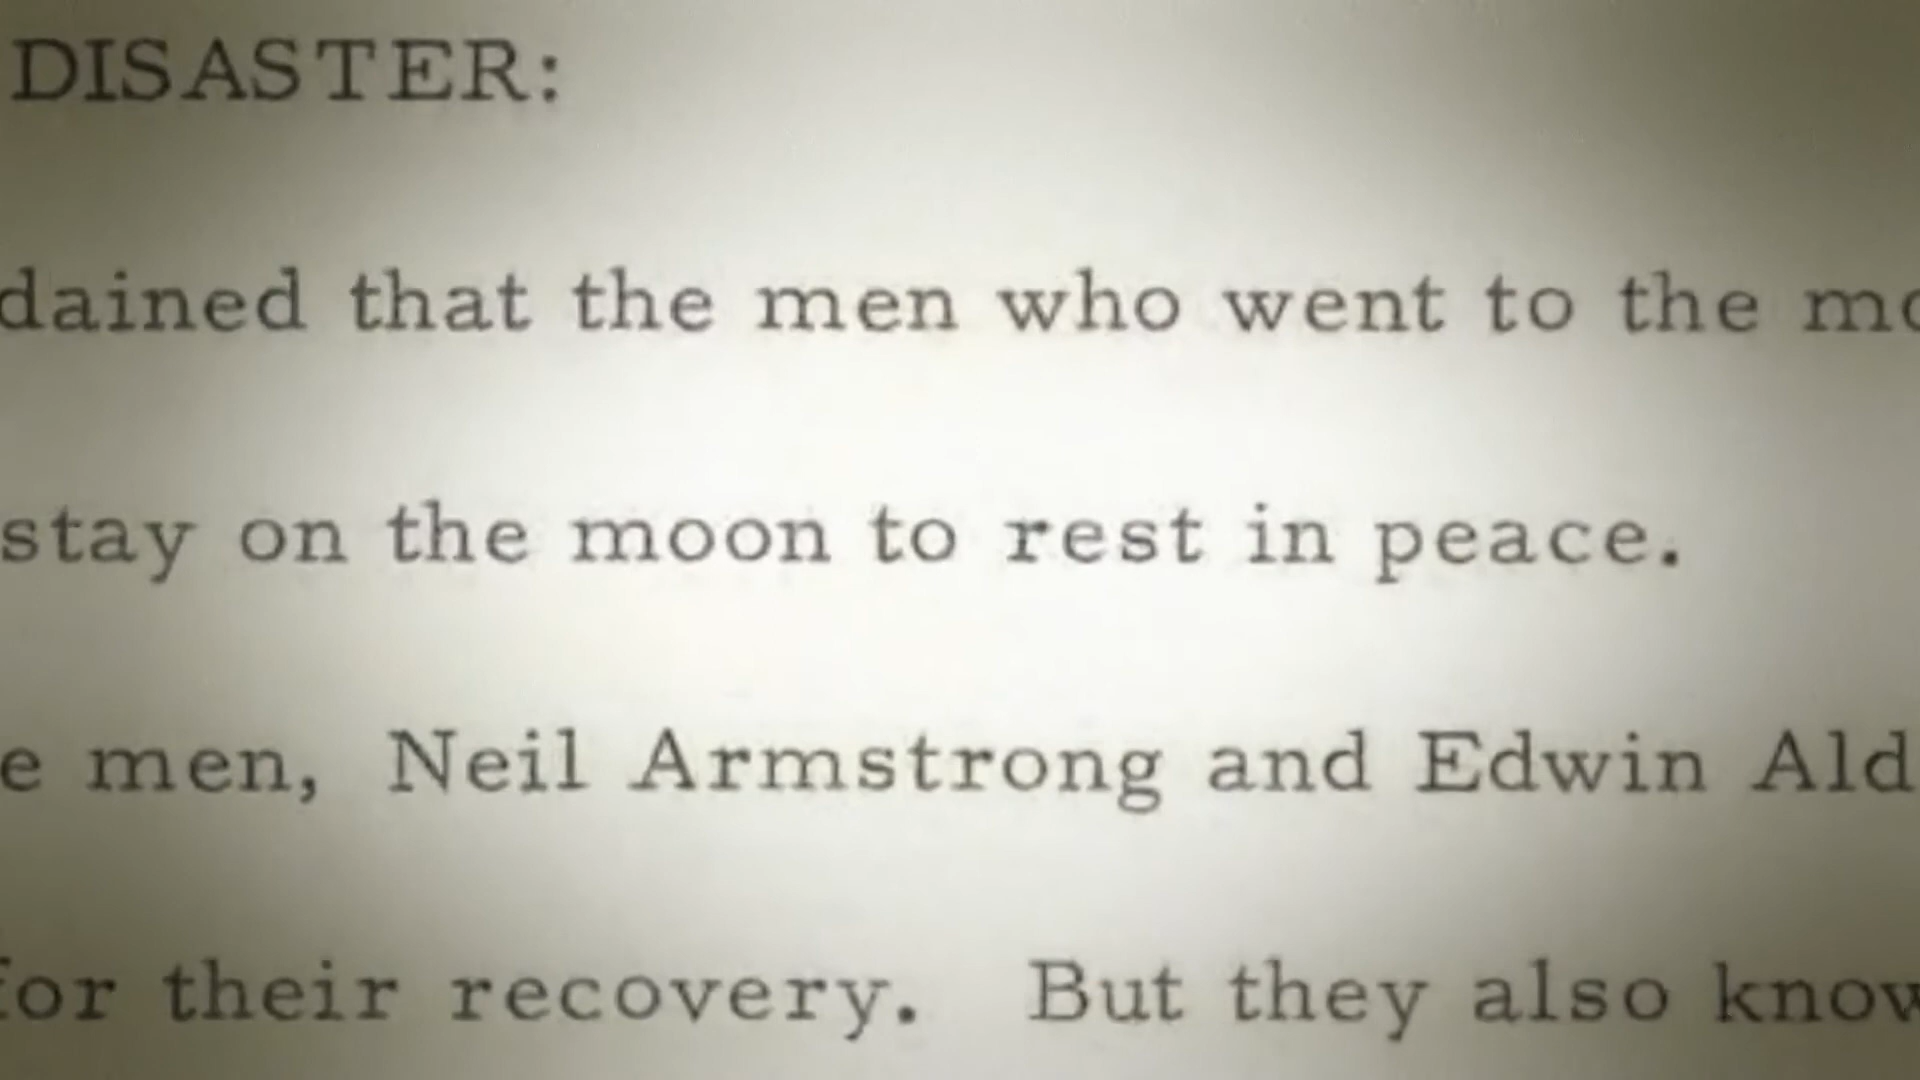 DISASTER:
dained that the men who went to the mo
stay on the moon to rest in peace.
e men, Neil Armstrong and Edwin Ald
for their recovery. But they also know